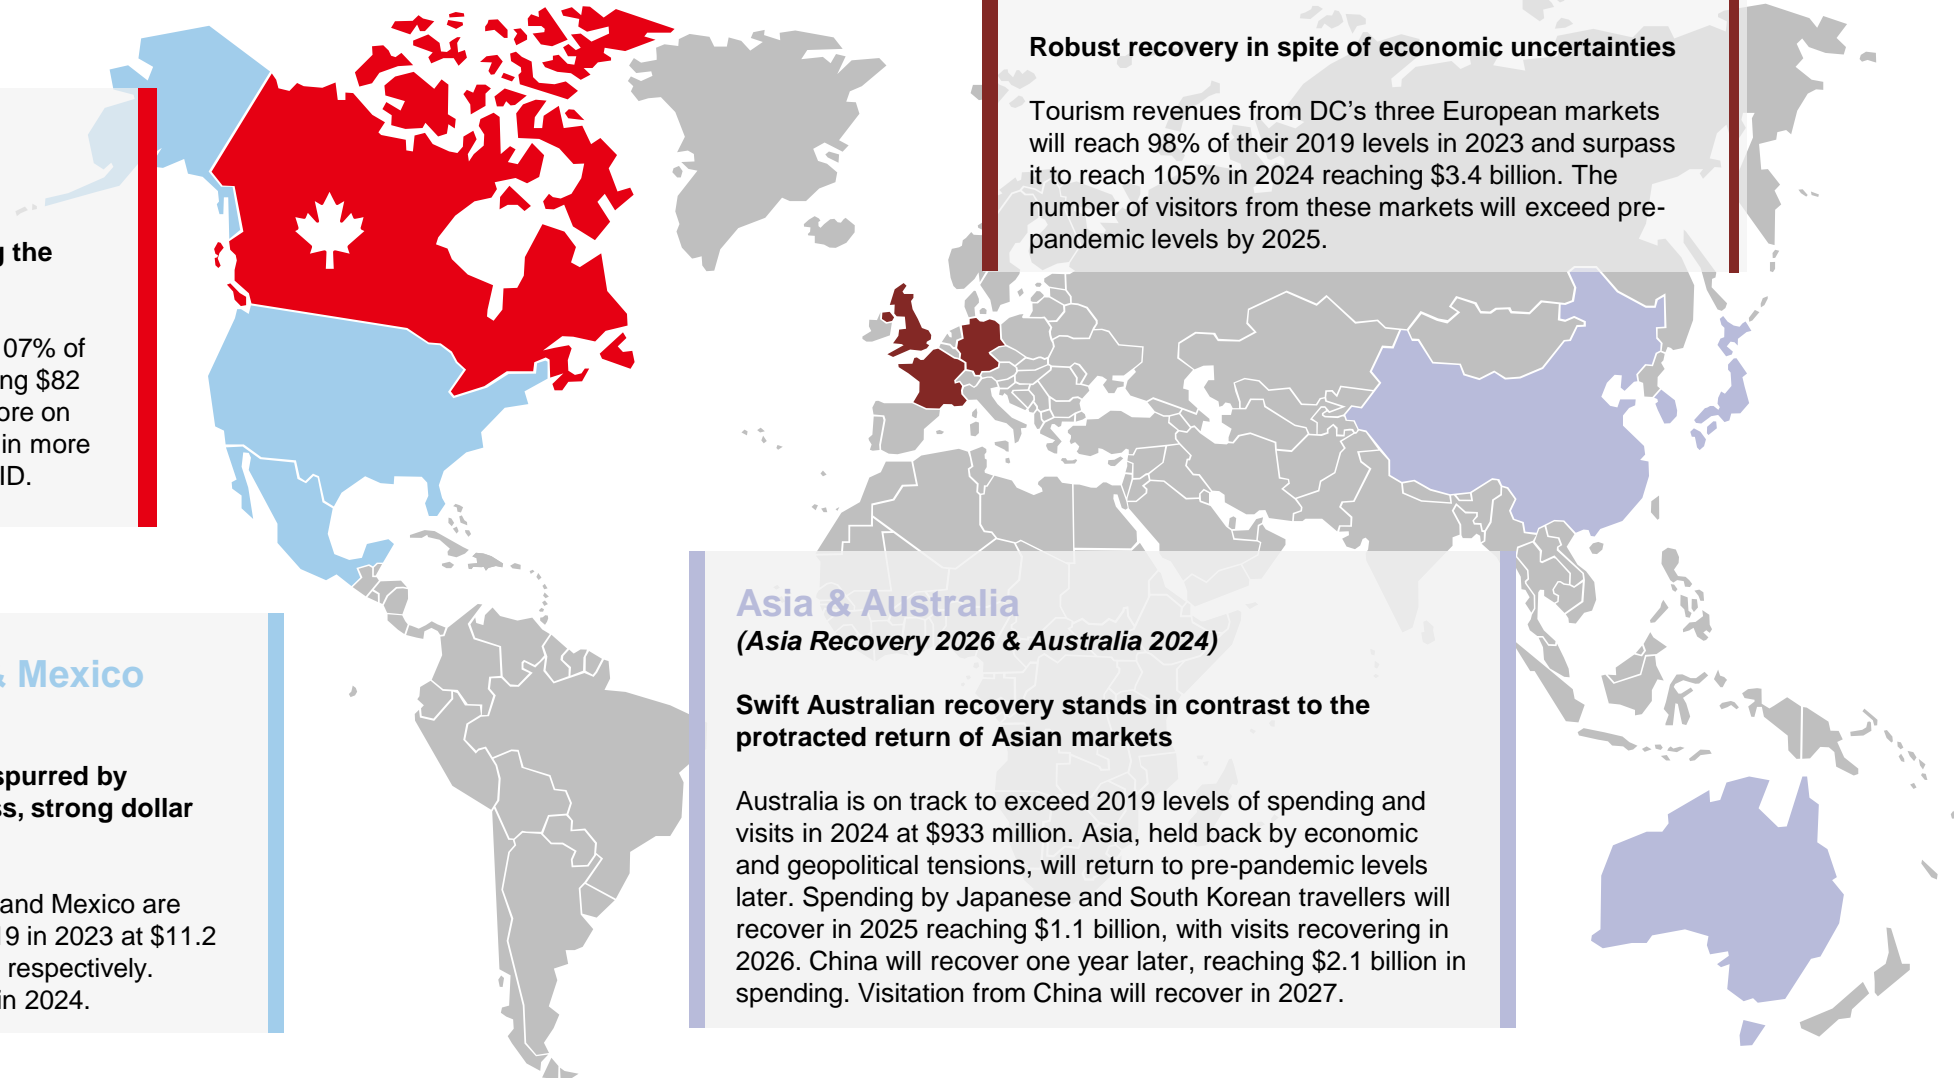 Robust recovery in spite of economic uncertainties
Tourism revenues from DC’s three European markets
will reach 98% of their 2019 levels in 2023 and surpass
it to reach 105% in 2024 reaching $3.4 billion. The
number of visitors from these markets will exceed pre-
pandemic levels by 2025.
the
07% of
$82
on
in more
ID.
& Mexico
spurred by
strong dollar
and Mexico are
in 2023 at $11.2
respectively.
in 2024.
Asia & Australia
(Asia Recovery 2026 & Australia 2024)
Swift Australian recovery stands in contrast to the
protracted return of Asian markets
Australia is on track to exceed 2019 levels of spending and
visits in 2024 at $933 million. Asia, held back by economic
and geopolitical tensions, will return to pre-pandemic levels
later. Spending by Japanese and South Korean travellers will
recover in 2025 reaching $1.1 billion, with visits recovering in
2026. China will recover one year later, reaching $2.1 billion in
spending. Visitation from China will recover in 2027.